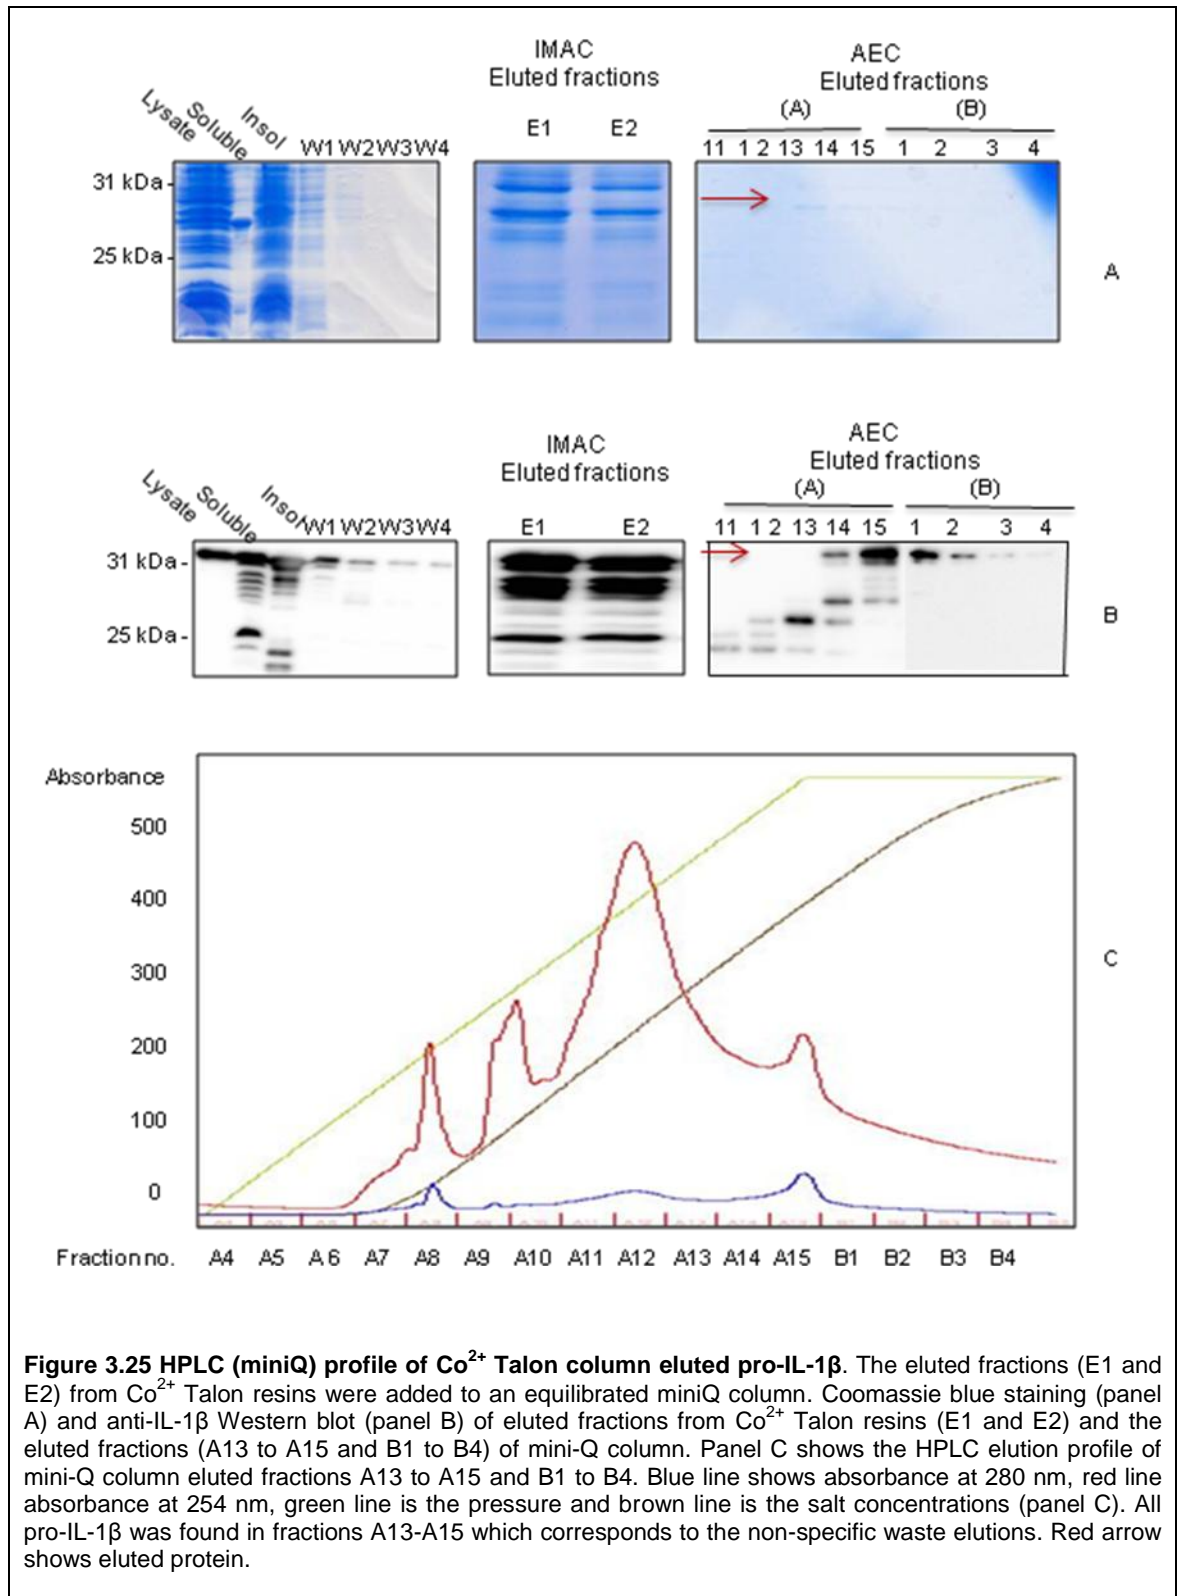 IMAC
Eluted fractions
AEC
Eluted fractions
(A) (B)
Lysate Soluble Insol W1 W2 W3 W4
E1 E2
11 1 2 13 14 15 1 2 3 4
31 kDa
25 kDa
A
IMAC
Eluted fractions
AEC
Eluted fractions
(A) (B)
Lysate Soluble Insol W1 W2 W3 W4
E1 E2
11 1 2 13 14 15 1 2 3 4
31 kDa
25 kDa
B
Absorbance
500
400
300
200
100
0
C
Fraction no. A4 A5 A6 A7 A8 A9 A10 A11 A12 A13 A14 A15 B1 B2 B3 B4
Figure 3.25 HPLC (miniQ) profile of Co2+ Talon column eluted pro-IL-1β. The eluted fractions (E1 and
E2) from Co2+ Talon resins were added to an equilibrated miniQ column. Coomassie blue staining (panel
A) and anti-IL-1β Western blot (panel B) of eluted fractions from Co2+ Talon resins (E1 and E2) and the
eluted fractions (A13 to A15 and B1 to B4) of mini-Q column. Panel C shows the HPLC elution profile of
mini-Q column eluted fractions A13 to A15 and B1 to B4. Blue line shows absorbance at 280 nm, red line
absorbance at 254 nm, green line is the pressure and brown line is the salt concentrations (panel C). All
pro-IL-1β was found in fractions A13-A15 which corresponds to the non-specific waste elutions. Red arrow
shows eluted protein.